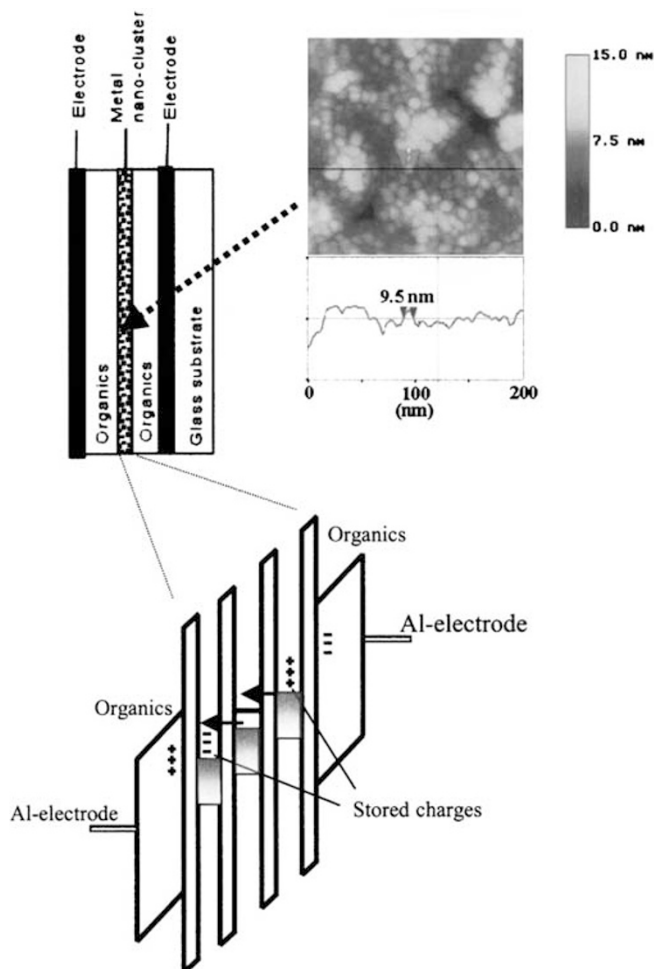 Electrode
Metal
nano-cluster
Electrode
Organics
Organics
Glass substrate
15.0 nM
7.5 nM
0.0 nM
9.5 nm
0
100
200
(nm)
Organics
Al-electrode
+++
---
+++
Organics
---
+++
Al-electrode
Stored charges